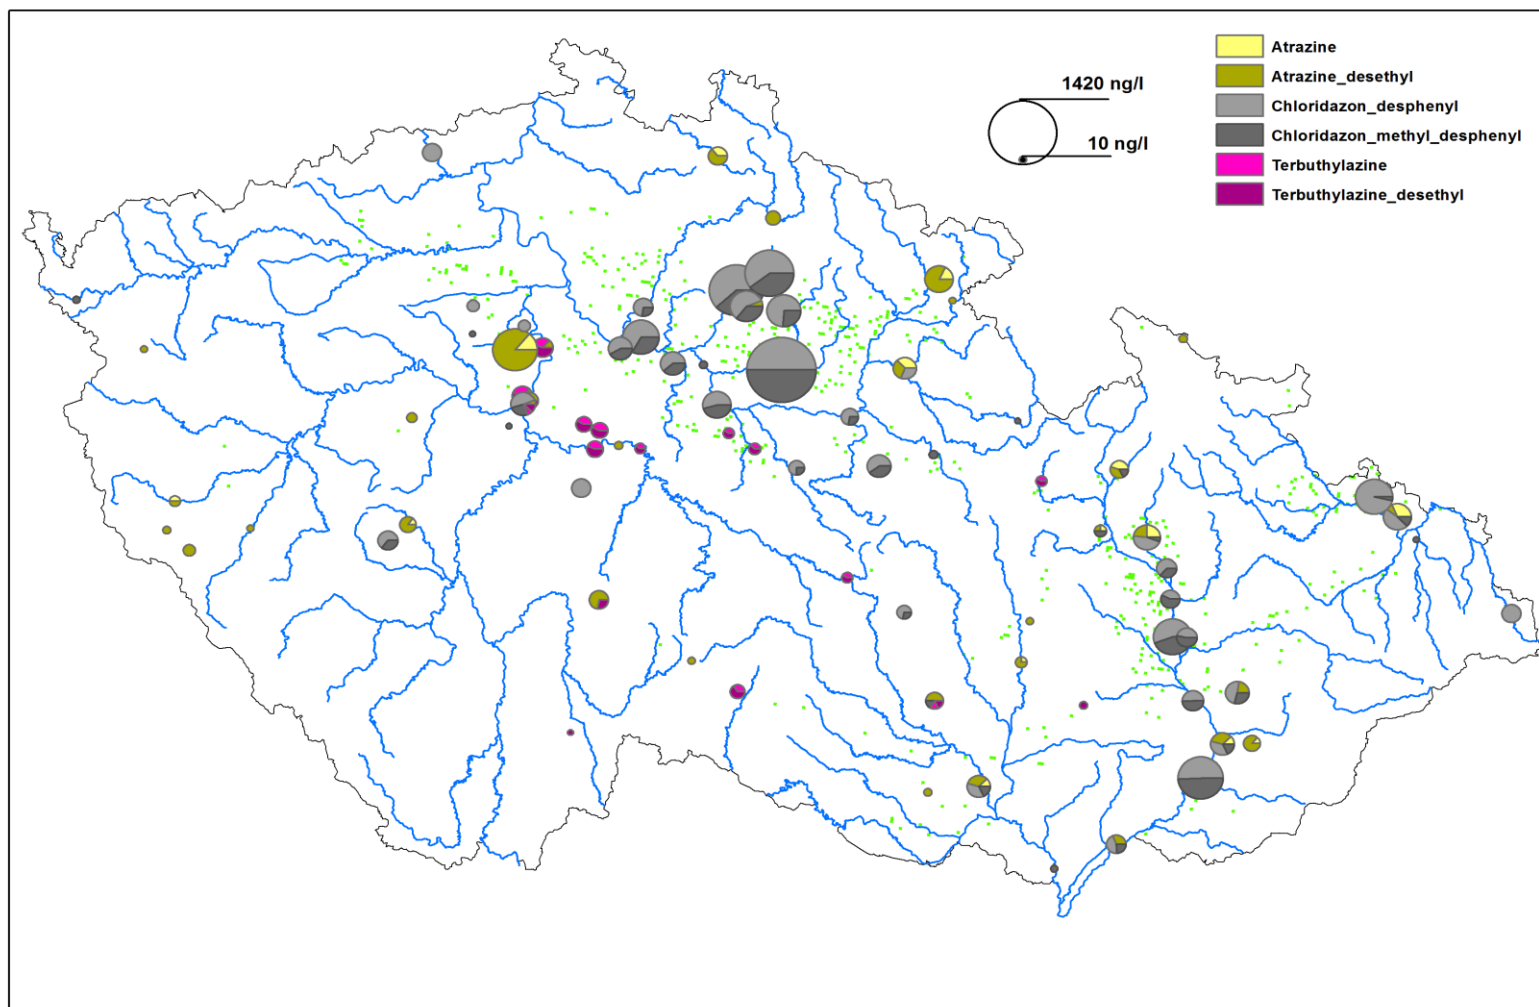 1420 ng/l
10 ng/l
Atrazine
Atrazine_desethyl
Chloridazon_desphenyl
Chloridazon_methyl_desphenyl
Terbuthylazine
Terbuthylazine_desethyl